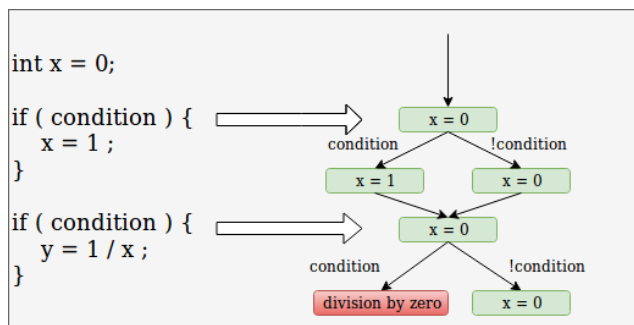 int x = 0;
if ( condition ) {
x = 1 ;
}
if ( condition ) {
y = 1 / x ;
}
x = 0
condition
!condition
x = 1
x = 0
x = 0
condition
!condition
division by zero
x = 0